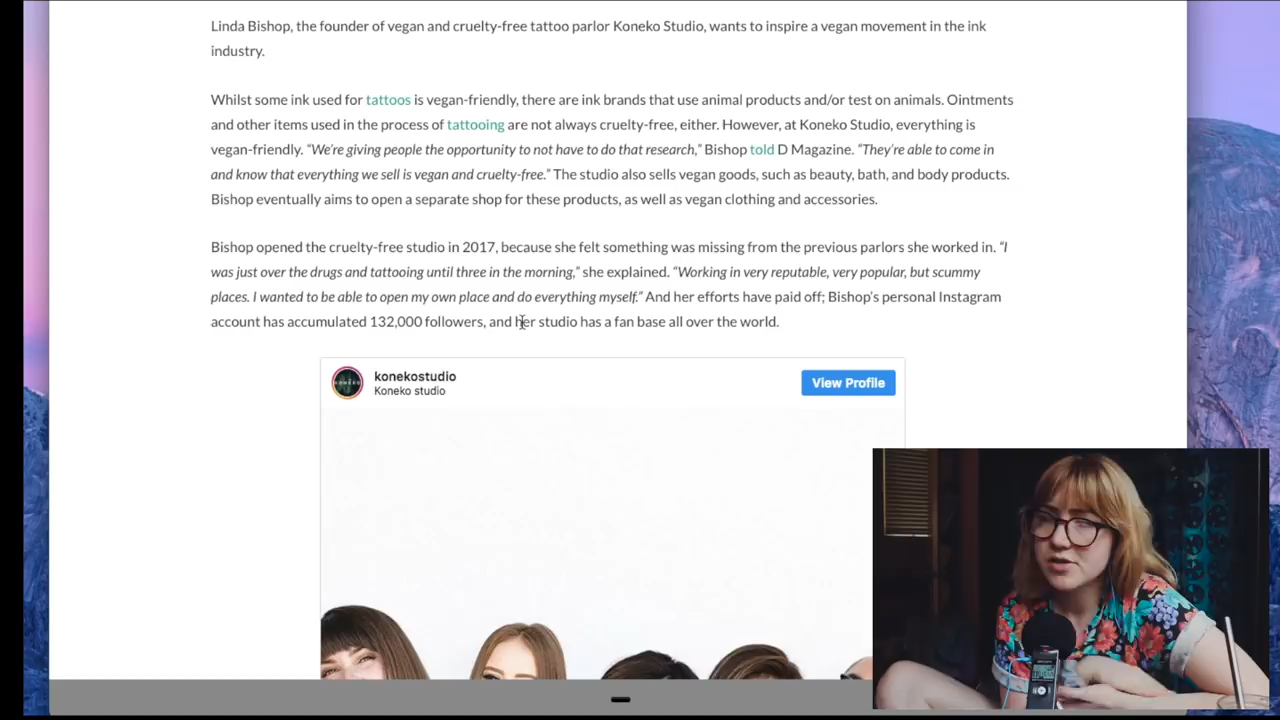 Linda Bishop, the founder of vegan and cruelty-free tattoo parlor Koneko Studio, wants to inspire a vegan movement in the ink
industry.
Whilst some ink used for tattoos is vegan-friendly, there are ink brands that use animal products and/or test on animals. Ointments
and other items used in the process of tattooing are not always cruelty-free, either. However, at Koneko Studio, everything is
vegan-friendly. “We’re giving people the opportunity to not have to do that research,” Bishop told D Magazine. “They’re able to come in
and know that everything we sell is vegan and cruelty-free.” The studio also sells vegan goods, such as beauty, bath, and body products.
Bishop eventually aims to open a separate shop for these products, as well as vegan clothing and accessories.
Bishop opened the cruelty-free studio in 2017, because she felt something was missing from the previous parlors she worked in. “I
was just over the drugs and tattooing until three in the morning,” she explained. “Working in very reputable, very popular, but scummy
places. I wanted to be able to open my own place and do everything myself.” And her efforts have paid off; Bishop’s personal Instagram
account has accumulated 132,000 followers, and her studio has a fan base all over the world.
konekostudio
Koneko studio
View Profile